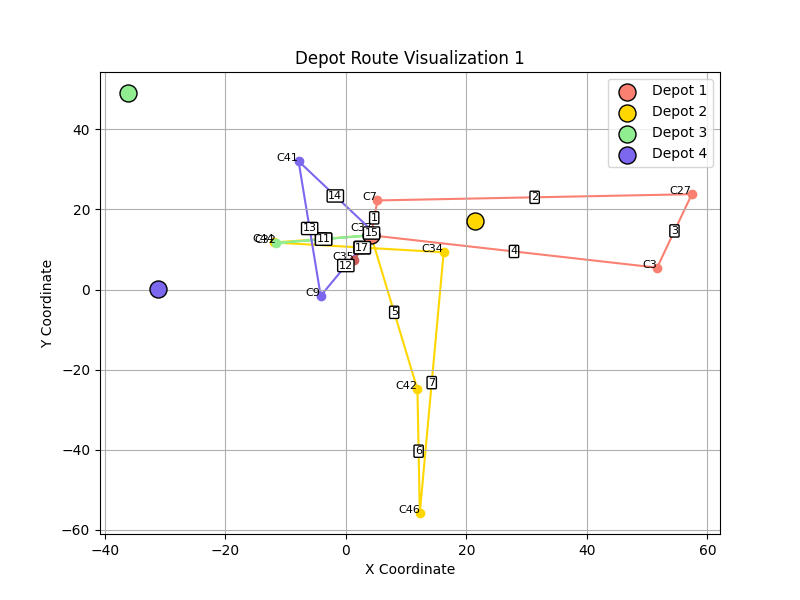 Depot Route Visualization 1
Depot 1
Depot 2
Depot 3
Depot 4
Y Coordinate
40
20
0
−20
−40
−60
C41
C7
C27
14
2
1
13
3
15
11
17
4
C34
C35
12
C3
C9
5
C42
7
6
C46
−40
−20
0
20
40
60
X Coordinate